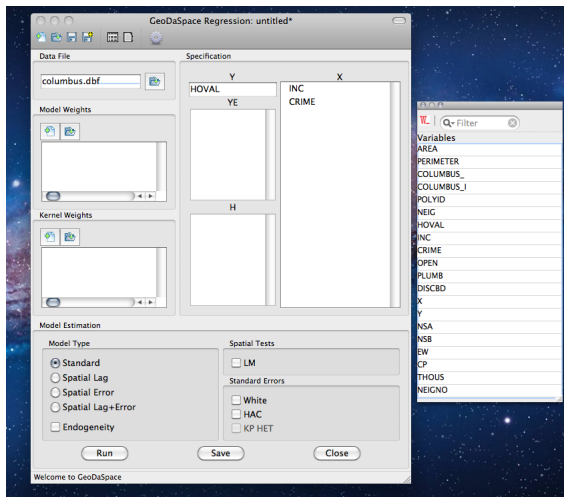 GeoDaSpace Regression: untitled*
Data File
columbus.dbf
Model Weights
Kernel Weights
Specification
Y
HOVAL
YE
H
X
INC
CRIME
Model Estimation
Model Type
Standard
Spatial Lag
Spatial Error
Spatial Lag+Error
Endogeneity
Spatial Tests
LM
Standard Errors
White
HAC
KP HET
Run
Save
Close
Welcome to GeoDaSpace
Filter
Variables
AREA
PERIMETER
COLUMBUS_
COLUMBUS_I
POLYID
NEIG
HOVAL
INC
CRIME
OPEN
PLUMB
DISCBD
X
Y
NSA
NSB
EW
CP
THOUS
NEIGNO